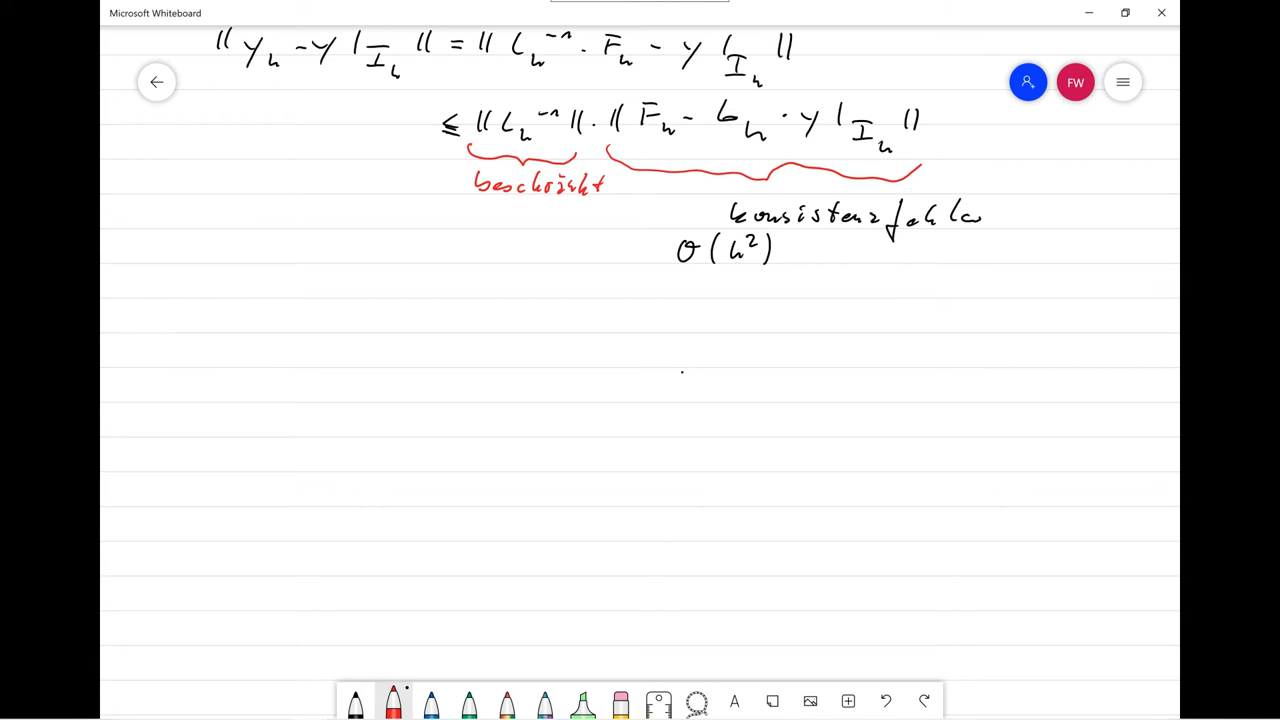 Microsoft Whiteboard
‖ y_h - y |_{I_h} ‖ = ‖ L_h^{-1} · F_h - y |_{I_h} ‖
FW
≤ ‖ L_h^{-1} ‖ · ‖ F_h - L_h · y |_{I_h} ‖
beschränkt
Konsistenzfehler
O(h²)
A